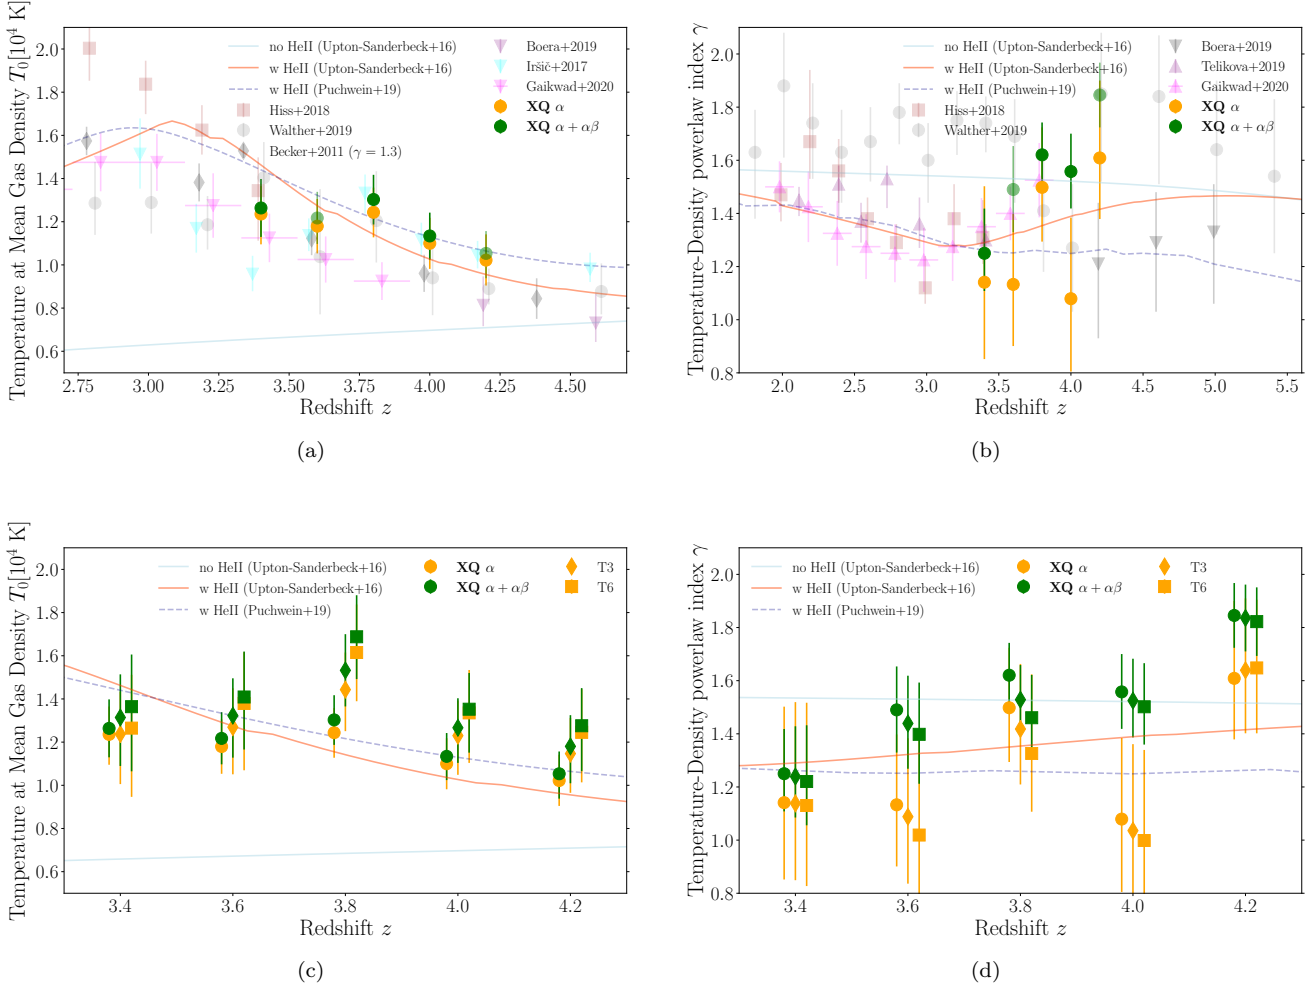 Temperature at Mean Gas Density T₀[10⁴ K]
2.0
1.8
1.6
1.4
1.2
1.0
0.8
0.6
no HeII (Upton-Sanderbeck+16)
w HeII (Upton-Sanderbeck+16)
w HeII (Puchwein+19)
Hiss+2018
Walther+2019
Becker+2011 (γ = 1.3)
Boera+2019
Iršič+2017
Gaikwad+2020
XQ α
XQ α + αβ
2.75 3.00 3.25 3.50 3.75 4.00 4.25 4.50
Redshift z
(a)
Temperature-Density powerlaw index γ
2.0
1.8
1.6
1.4
1.2
1.0
0.8
no HeII (Upton-Sanderbeck+16)
w HeII (Upton-Sanderbeck+16)
w HeII (Puchwein+19)
Hiss+2018
Walther+2019
Boera+2019
Telikova+2019
Gaikwad+2020
XQ α
XQ α + αβ
2.0 2.5 3.0 3.5 4.0 4.5 5.0 5.5
Redshift z
(b)
Temperature at Mean Gas Density T₀[10⁴ K]
2.0
1.8
1.6
1.4
1.2
1.0
0.8
0.6
no HeII (Upton-Sanderbeck+16)
w HeII (Upton-Sanderbeck+16)
w HeII (Puchwein+19)
XQ α
XQ α + αβ
T3
T6
3.4 3.6 3.8 4.0 4.2
Redshift z
(c)
Temperature-Density powerlaw index γ
2.0
1.8
1.6
1.4
1.2
1.0
0.8
no HeII (Upton-Sanderbeck+16)
w HeII (Upton-Sanderbeck+16)
w HeII (Puchwein+19)
XQ α
XQ α + αβ
T3
T6
3.4 3.6 3.8 4.0 4.2
Redshift z
(d)